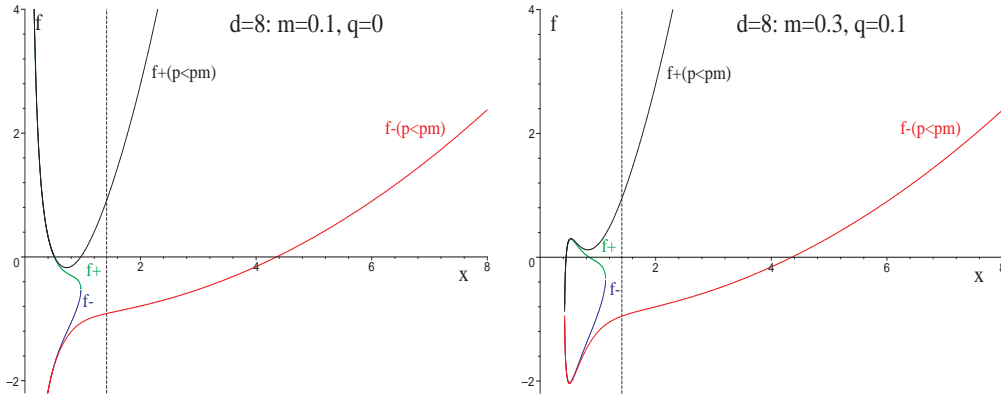 f
d=8: m=0.1, q=0
f+(p<pm)
f-(p<pm)
f+
f-
x
4
2
0
−2
2
4
6
8
f
d=8: m=0.3, q=0.1
f+(p<pm)
f-(p<pm)
f+
f-
x
4
2
0
−2
2
4
6
8